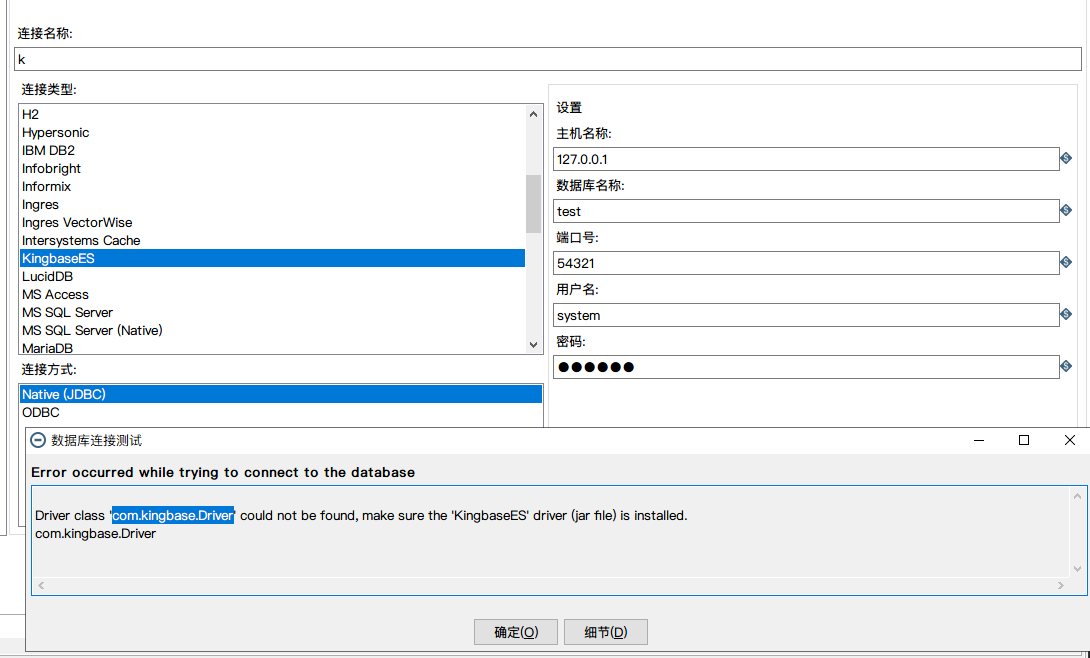 连接名称:
k
连接类型:
H2
Hypersonic
IBM DB2
Infobright
Informix
Ingres
Ingres VectorWise
Intersystems Cache
KingbaseES
LucidDB
MS Access
MS SQL Server
MS SQL Server (Native)
MariaDB
连接方式:
Native (JDBC)
ODBC
设置
主机名称:
127.0.0.1
数据库名称:
test
端口号:
54321
用户名:
system
密码:
●●●●●●
数据库连接测试
Error occurred while trying to connect to the database
Driver class 'com.kingbase.Driver' could not be found, make sure the 'KingbaseES' driver (jar file) is installed.
com.kingbase.Driver
确定(O)
细节(D)